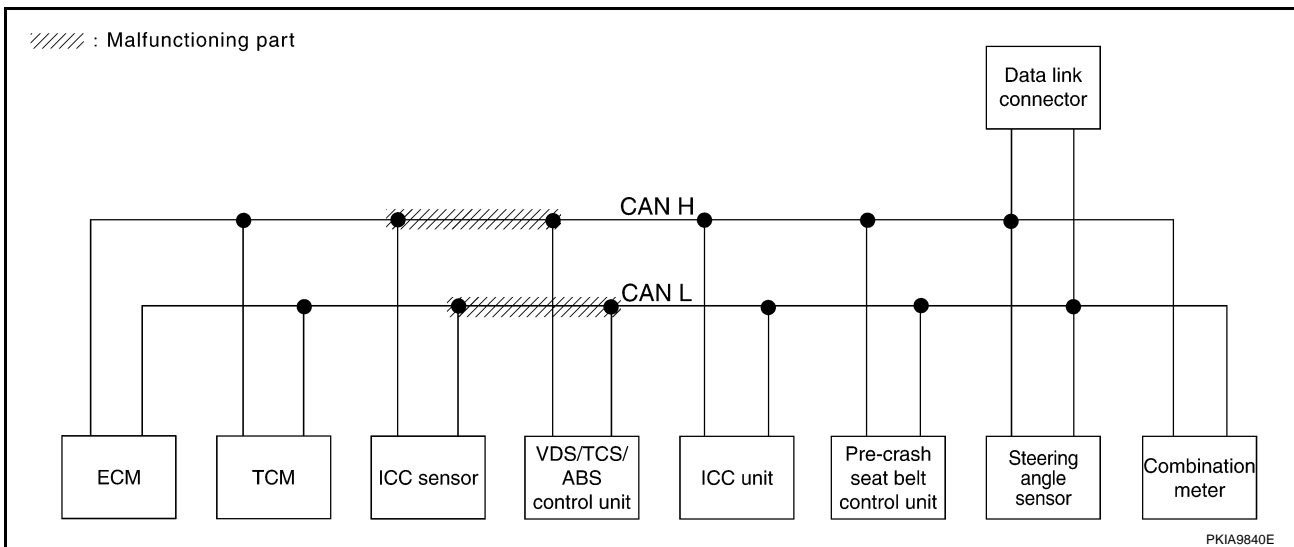 : Malfunctioning part
Data link
connector
CAN H
CAN L
ECM
TCM
ICC sensor
VDS/TCS/
ABS
control unit
ICC unit
Pre-crash
seat belt
control unit
Steering
angle
sensor
Combination
meter
PKIA9840E